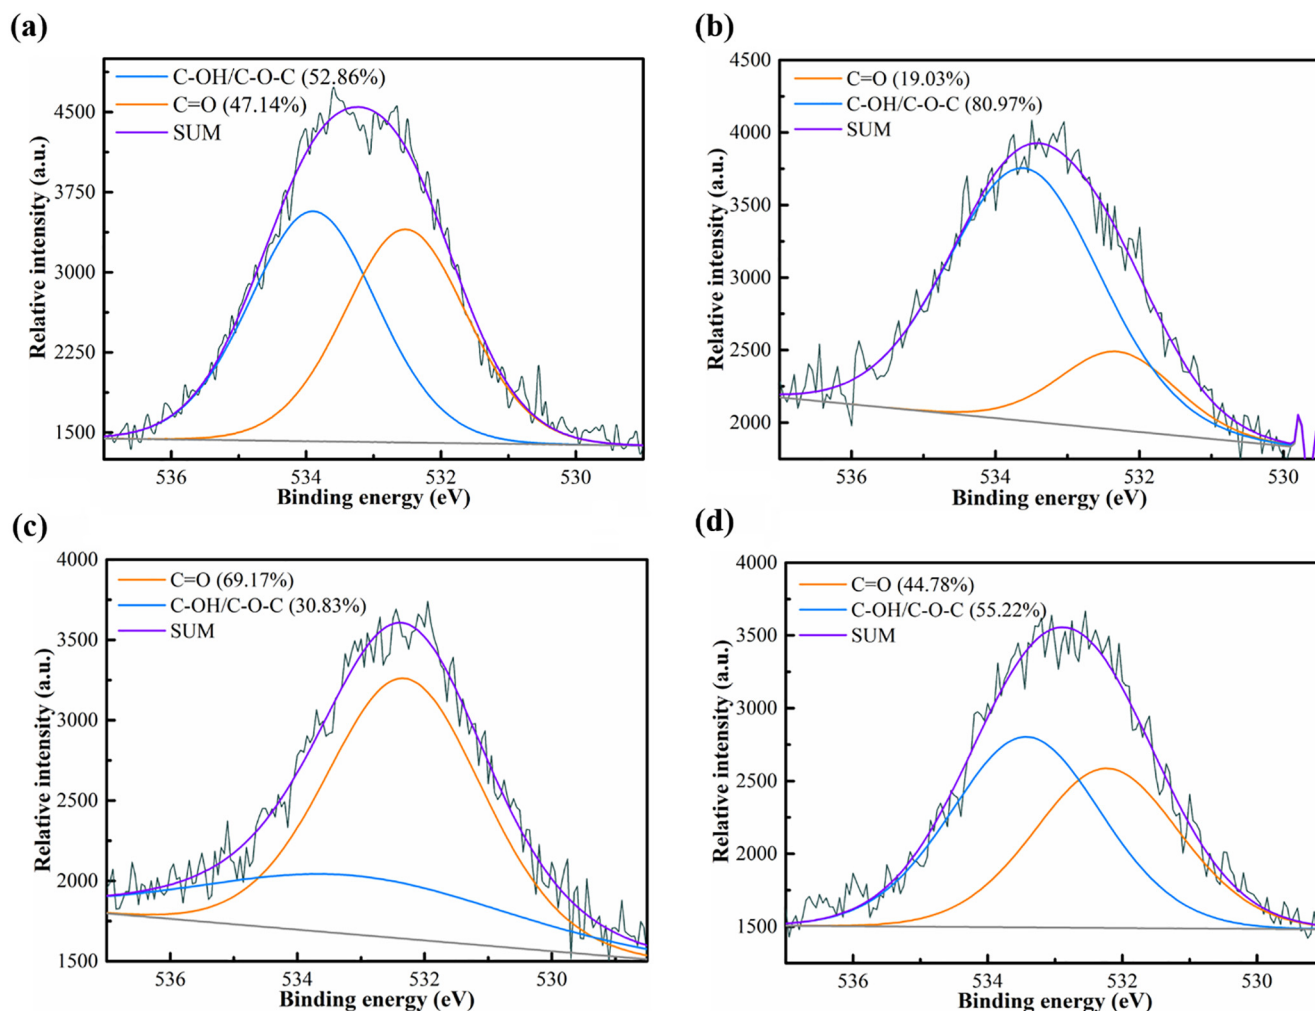 (a)
C-OH/C-O-C (52.86%)
C=O (47.14%)
SUM
4500
3750
3000
2250
1500
Relative intensity (a.u.)
536
534
532
530
Binding energy (eV)
(b)
C=O (19.03%)
C-OH/C-O-C (80.97%)
SUM
4500
4000
3500
3000
2500
2000
Relative intensity (a.u.)
536
534
532
530
Binding energy (eV)
(c)
C=O (69.17%)
C-OH/C-O-C (30.83%)
SUM
4000
3500
3000
2500
2000
1500
Relative intensity (a.u.)
536
534
532
530
Binding energy (eV)
(d)
C=O (44.78%)
C-OH/C-O-C (55.22%)
SUM
4000
3500
3000
2500
2000
1500
Relative intensity (a.u.)
536
534
532
530
Binding energy (eV)